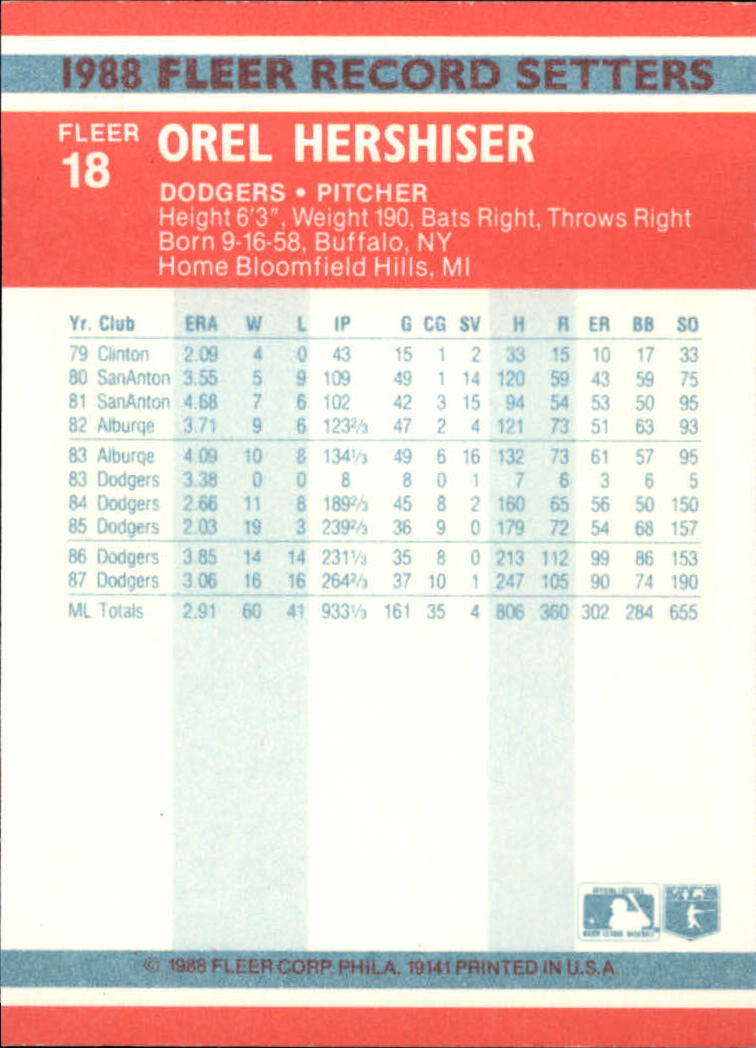 1988 FLEER RECORD SETTERS
FLEER
18
OREL HERSHISER
DODGERS • PITCHER
Height 6'3", Weight 190, Bats Right, Throws Right
Born 9-16-58, Buffalo, NY
Home Bloomfield Hills, MI
Yr. Club ERA W L IP G CG SV H R ER BB SO
79 Clinton 2.09 4 0 43 15 1 2 33 15 10 17 33
80 SanAnton 3.55 5 9 109 49 1 14 120 59 43 59 75
81 SanAnton 4.68 7 6 102 42 3 15 94 54 53 50 95
82 Alburqe 3.71 9 6 123⅔ 47 2 4 121 73 51 63 93
83 Alburqe 4.09 10 8 134⅓ 49 6 16 132 73 61 57 95
83 Dodgers 3.38 0 0 8 8 0 1 7 6 3 6 5
84 Dodgers 2.66 11 8 189⅔ 45 8 2 160 65 56 50 150
85 Dodgers 2.03 19 3 239⅔ 36 9 0 179 72 54 68 157
86 Dodgers 3.85 14 14 231⅓ 35 8 0 213 112 99 86 153
87 Dodgers 3.06 16 16 264⅔ 37 10 1 247 105 90 74 190
ML Totals 2.91 60 41 933⅓ 161 35 4 806 360 302 284 655
© 1988 FLEER CORP. PHILA. 19141 PRINTED IN U.S.A.